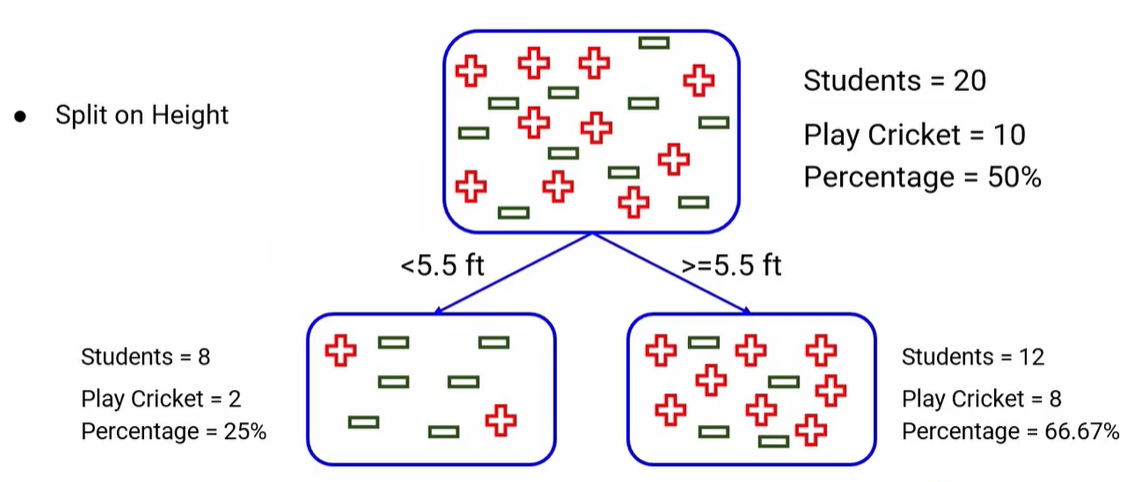 ● Split on Height
Students = 20
Play Cricket = 10
Percentage = 50%
<5.5 ft
>=5.5 ft
Students = 8
Play Cricket = 2
Percentage = 25%
Students = 12
Play Cricket = 8
Percentage = 66.67%